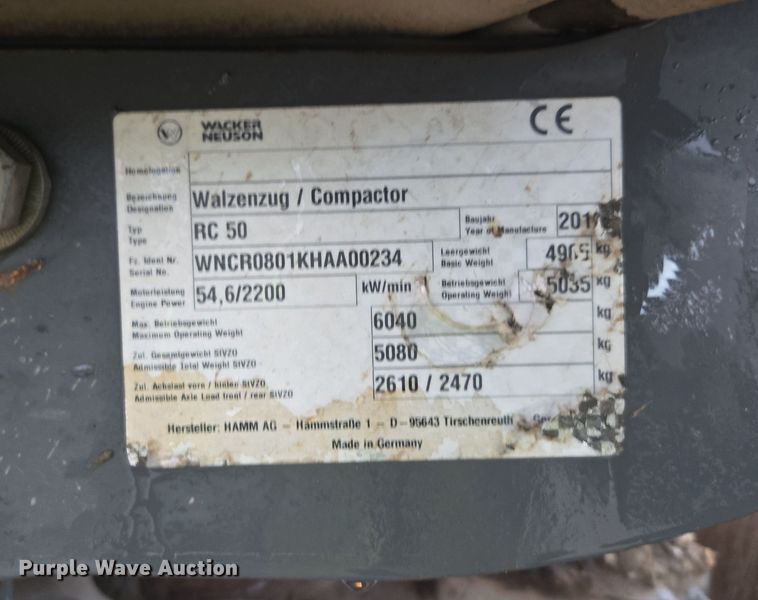 WACKER
NEUSON
CE
Homologation
Bezeichnung
Designation
Walzenzug / Compactor
Typ
Type
RC 50
Baujahr
Year of Manufacture
Fz. Ident Nr.
Serial No.
WNCR0801KHAA00234
Leergewicht
Basic Weight
kg
Motorleistung
Engine Power
54,6/2200
kW/min
Betriebsgewicht
Operating Weight
5035
kg
Max. Betriebsgewicht
Maximum Operating Weight
6040
kg
Zul. Gesamtgewicht StVZO
Admissible Total Weight StVZO
5080
kg
Zul. Achslast vorn / hinten StVZO
Admissible Axle Load front / rear StVZO
2610 / 2470
kg
Hersteller: HAMM AG - Hammstraße 1 - D-95643 Tirschenreuth -
Made in Germany
Purple Wave Auction